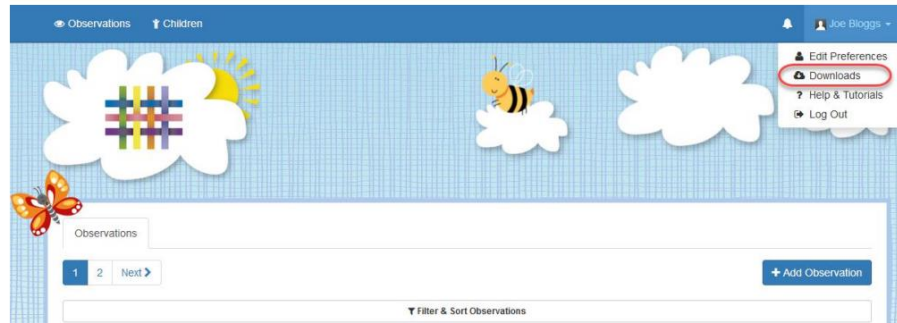 Observations Children Joe Bloggs
Edit Preferences
Downloads
? Help & Tutorials
Log Out
Observations
1 2 Next
+ Add Observation
Filter & Sort Observations